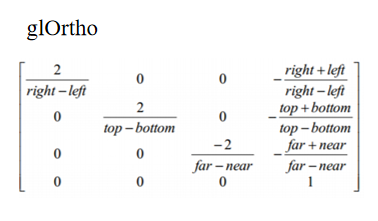 glOrtho
2/(right − left) 0 0 −(right + left)/(right − left)
0 2/(top − bottom) 0 −(top + bottom)/(top − bottom)
0 0 −2/(far − near) −(far + near)/(far − near)
0 0 0 1